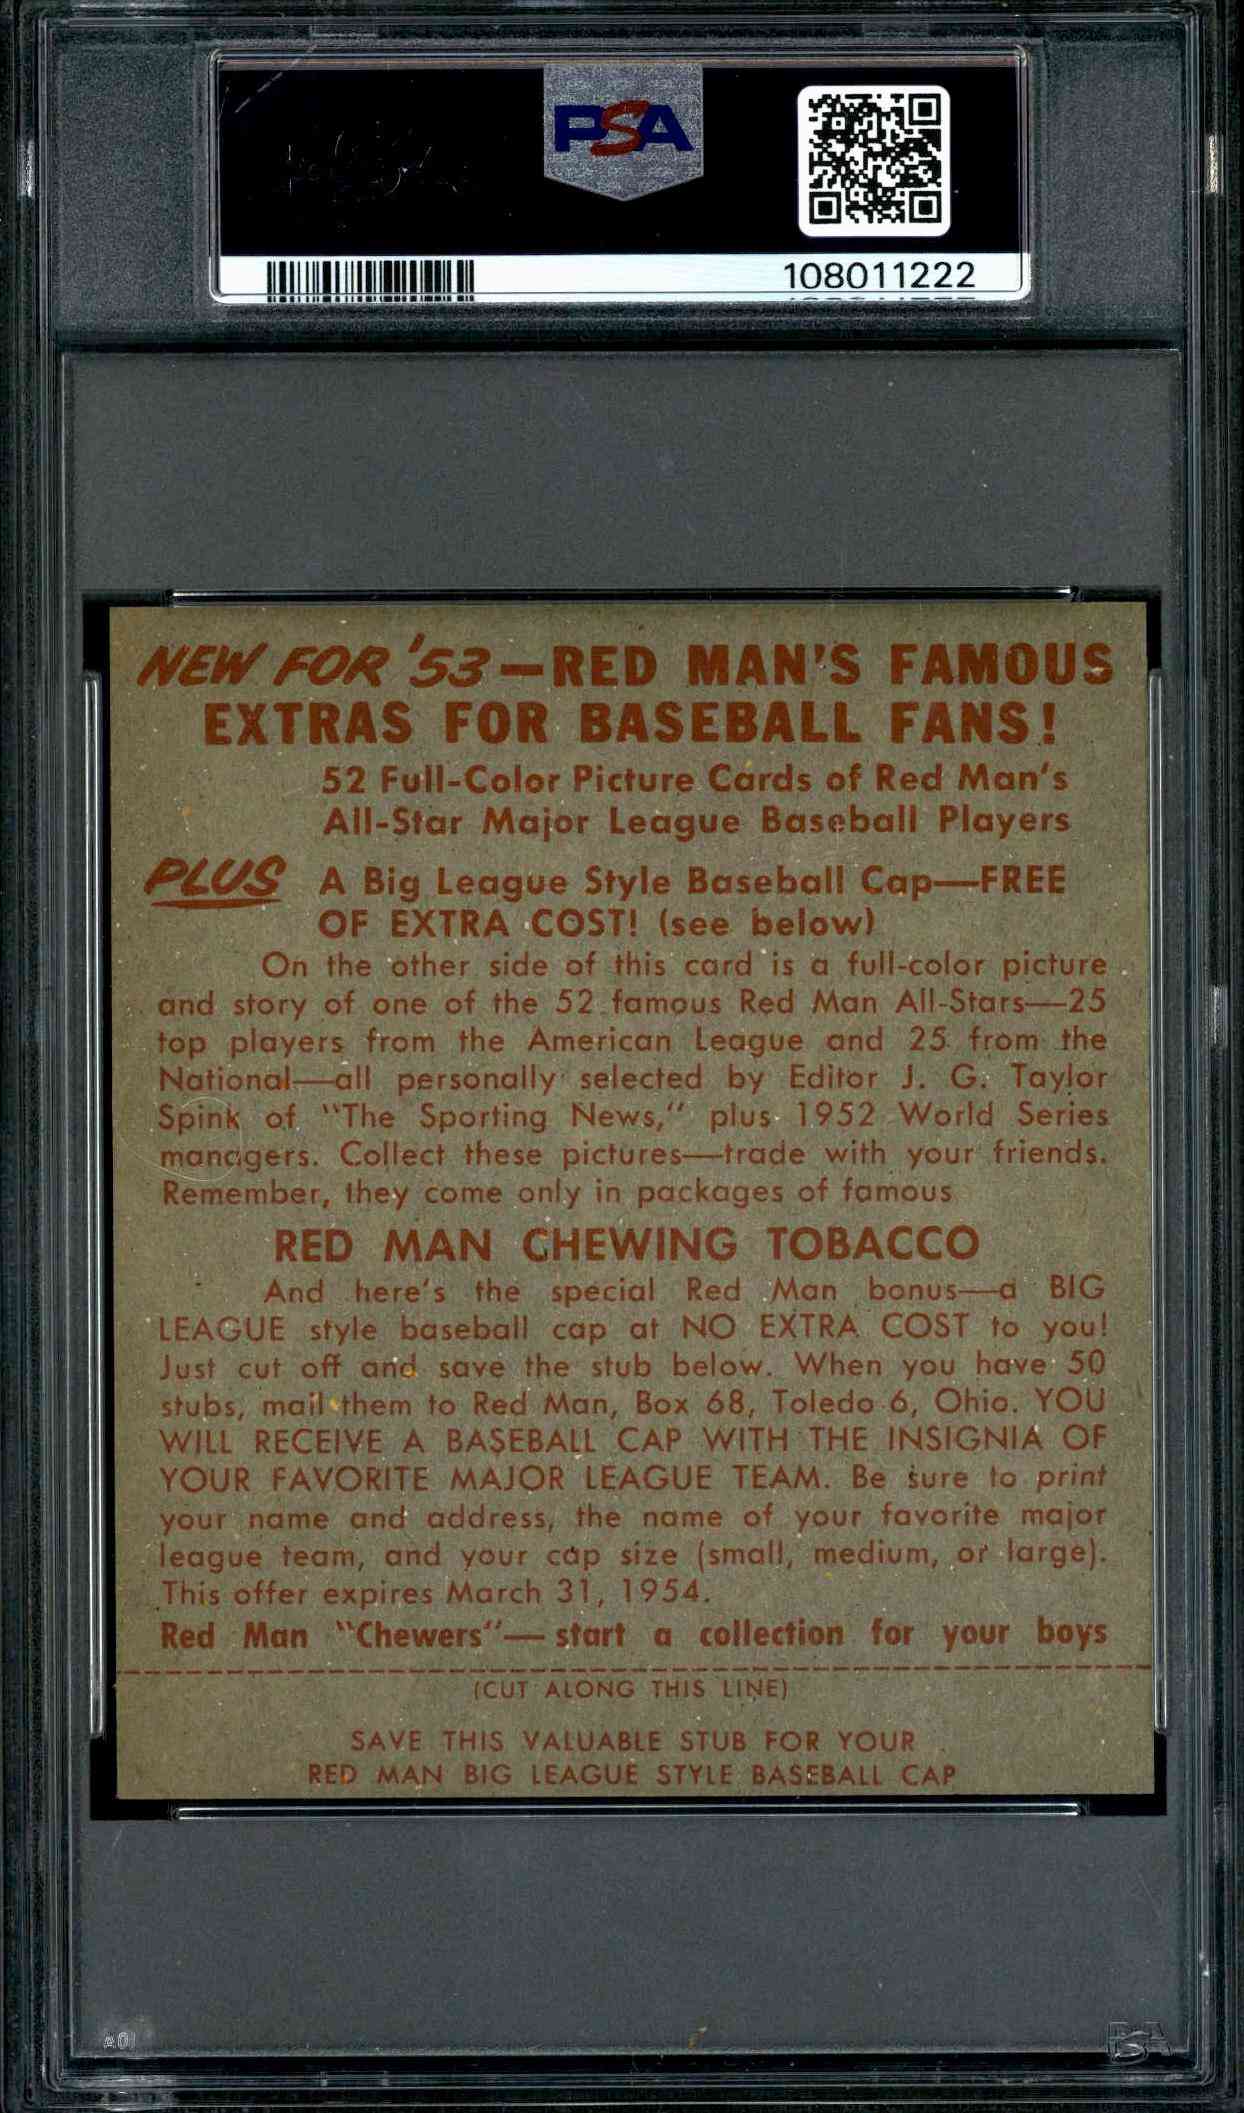 PSA
108011222
NEW FOR '53—RED MAN'S FAMOUS
EXTRAS FOR BASEBALL FANS!
52 Full-Color Picture Cards of Red Man's
All-Star Major League Baseball Players
PLUS A Big League Style Baseball Cap—FREE
OF EXTRA COST! (see below)
On the other side of this card is a full-color picture
and story of one of the 52 famous Red Man All-Stars—25
top players from the American League and 25 from the
National—all personally selected by Editor J. G. Taylor
Spink of "The Sporting News," plus 1952 World Series
managers. Collect these pictures—trade with your friends.
Remember, they come only in packages of famous
RED MAN CHEWING TOBACCO
And here's the special Red Man bonus—a BIG
LEAGUE style baseball cap at NO EXTRA COST to you!
Just cut off and save the stub below. When you have 50
stubs, mail them to Red Man, Box 68, Toledo 6, Ohio. YOU
WILL RECEIVE A BASEBALL CAP WITH THE INSIGNIA OF
YOUR FAVORITE MAJOR LEAGUE TEAM. Be sure to print
your name and address, the name of your favorite major
league team, and your cap size (small, medium, or large).
This offer expires March 31, 1954.
Red Man "Chewers"—start a collection for your boys
(CUT ALONG THIS LINE)
SAVE THIS VALUABLE STUB FOR YOUR
RED MAN BIG LEAGUE STYLE BASEBALL CAP
PSA